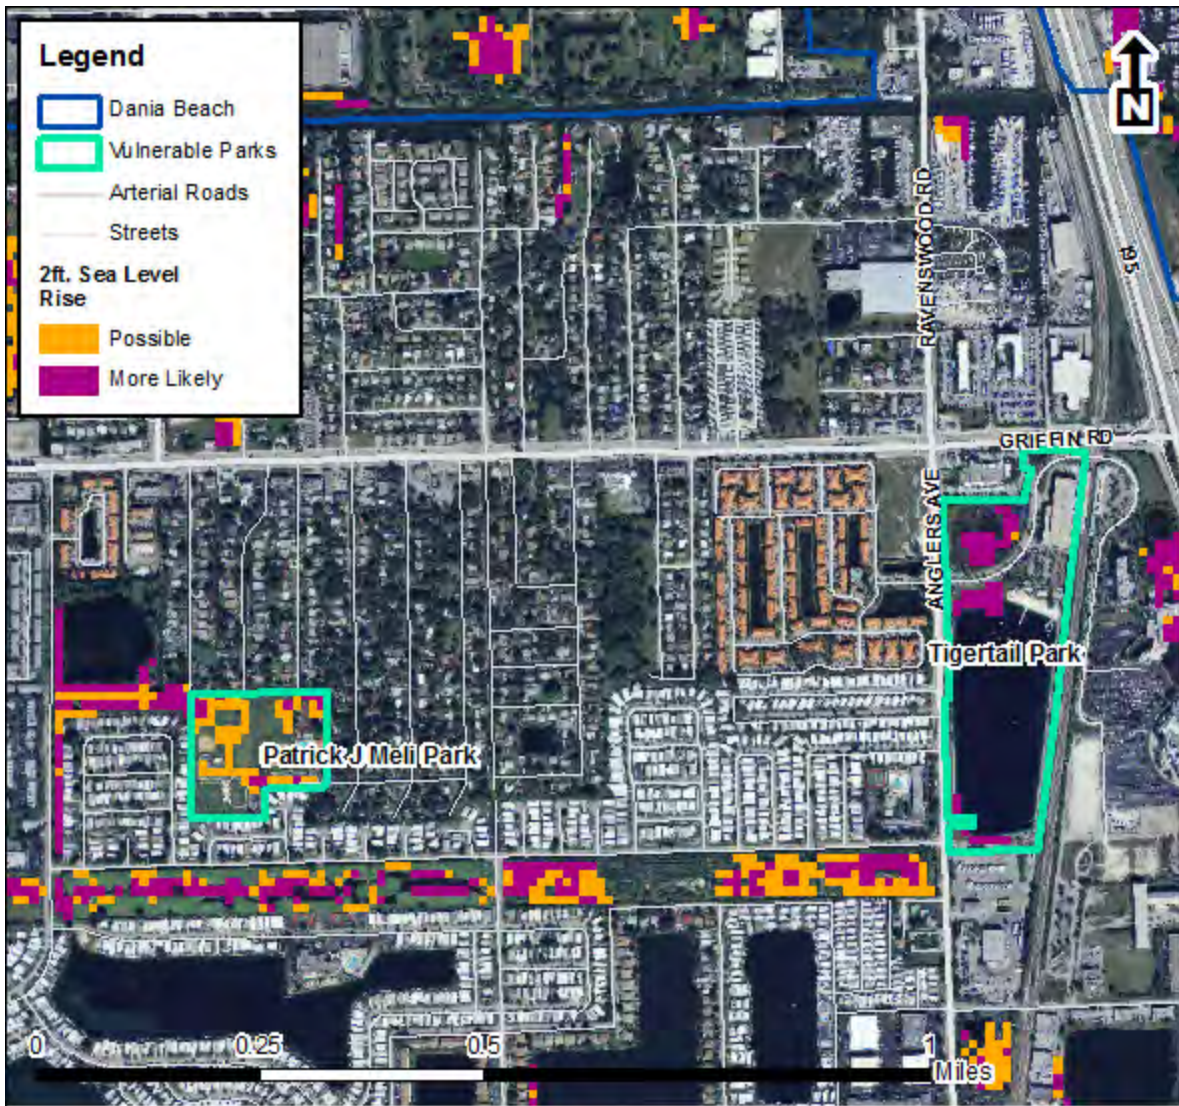 Legend
Dania Beach
Vulnerable Parks
Arterial Roads
Streets
2ft. Sea Level
Rise
Possible
More Likely
N
I 95
RAVENSWOOD RD
GRIFFIN RD
ANGLERS AVE
Tigertail Park
Patrick J Meli Park
0 0.25 0.5 1
Miles